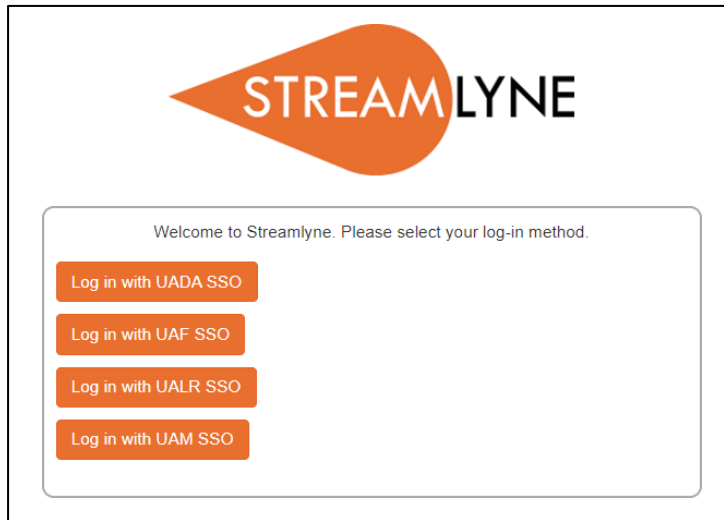 STREAMLYNE
Welcome to Streamlyne. Please select your log-in method.
Log in with UADA SSO
Log in with UAF SSO
Log in with UALR SSO
Log in with UAM SSO